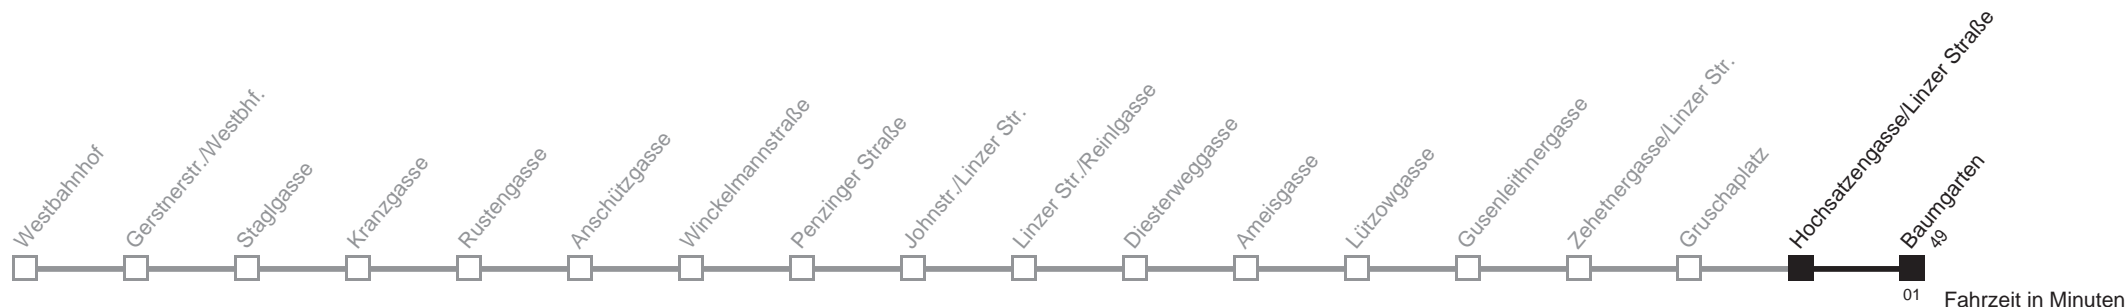 Westbahnhof
Gerstnerstr./Westbhf.
Staglgasse
Kranzgasse
Rustengasse
Anschützgasse
Winckelmannstraße
Penzinger Straße
Johnstr./Linzer Str.
Linzer Str./Reinlgasse
Diesterweggasse
Ameisgasse
Lützowgasse
Gusenleithnergasse
Zehetnergasse/Linzer Str.
Gruschaplatz
Hochsatzengasse/Linzer Straße
Baumgarten
49
01
Fahrzeit in Minuten